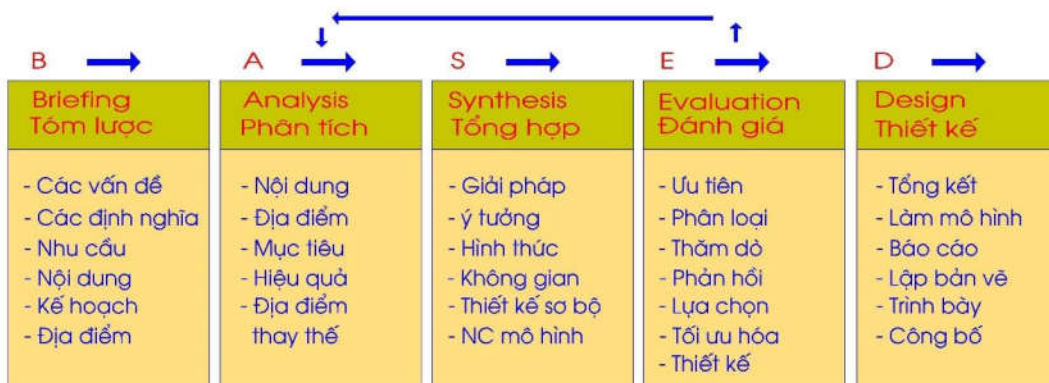 B
A
S
E
D
Briefing
Tóm lược
- Các vấn đề
- Các định nghĩa
- Nhu cầu
- Nội dung
- Kế hoạch
- Địa điểm
Analysis
Phân tích
- Nội dung
- Địa điểm
- Mục tiêu
- Hiệu quả
- Địa điểm
thay thế
Synthesis
Tổng hợp
- Giải pháp
- ý tưởng
- Hình thức
- Không gian
- Thiết kế sơ bộ
- NC mô hình
Evaluation
Đánh giá
- Ưu tiên
- Phân loại
- Thăm dò
- Phản hồi
- Lựa chọn
- Tối ưu hóa
- Thiết kế
Design
Thiết kế
- Tổng kết
- Làm mô hình
- Báo cáo
- Lập bản vẽ
- Trình bày
- Công bố